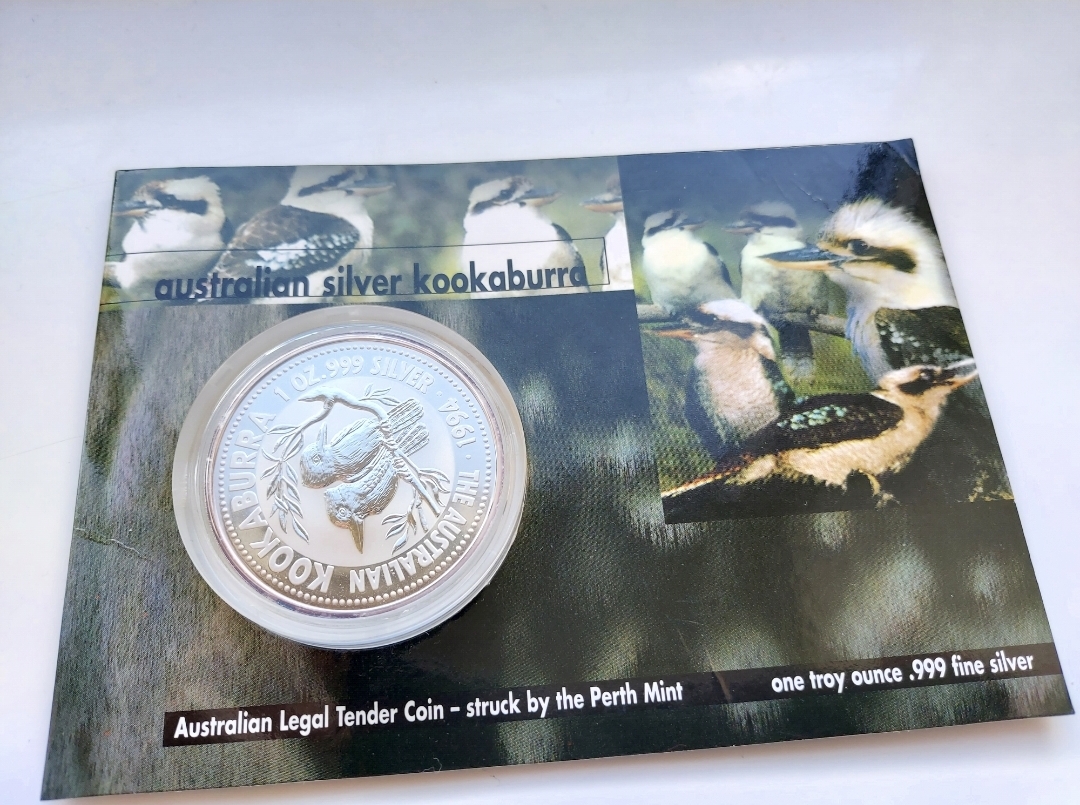 australian silver kookaburra
THE AUSTRALIAN KOOKABURRA 1 OZ. 999 SILVER · 1994 ·
Australian Legal Tender Coin – struck by the Perth Mint
one troy ounce .999 fine silver